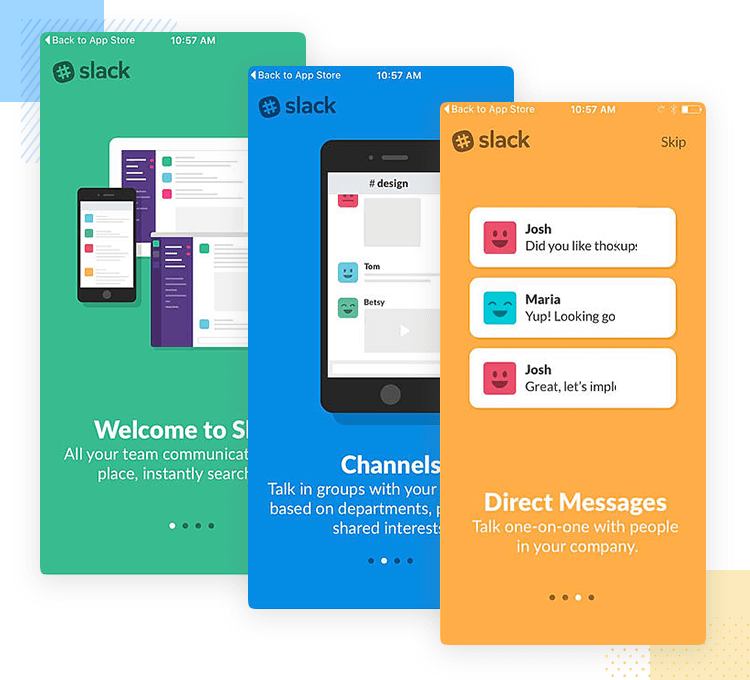 Back to App Store 10:57 AM
slack
Welcome to Sl
All your team communicat
place, instantly search
Back to App Store 10:57 AM
slack
# design
Tom
Betsy
Channels
Talk in groups with your
based on departments, p
shared interests
Back to App Store 10:57 AM
slack
Skip
Josh
Did you like thoxups
Maria
Yup! Looking go
Josh
Great, let's imple
Direct Messages
Talk one-on-one with people
in your company.